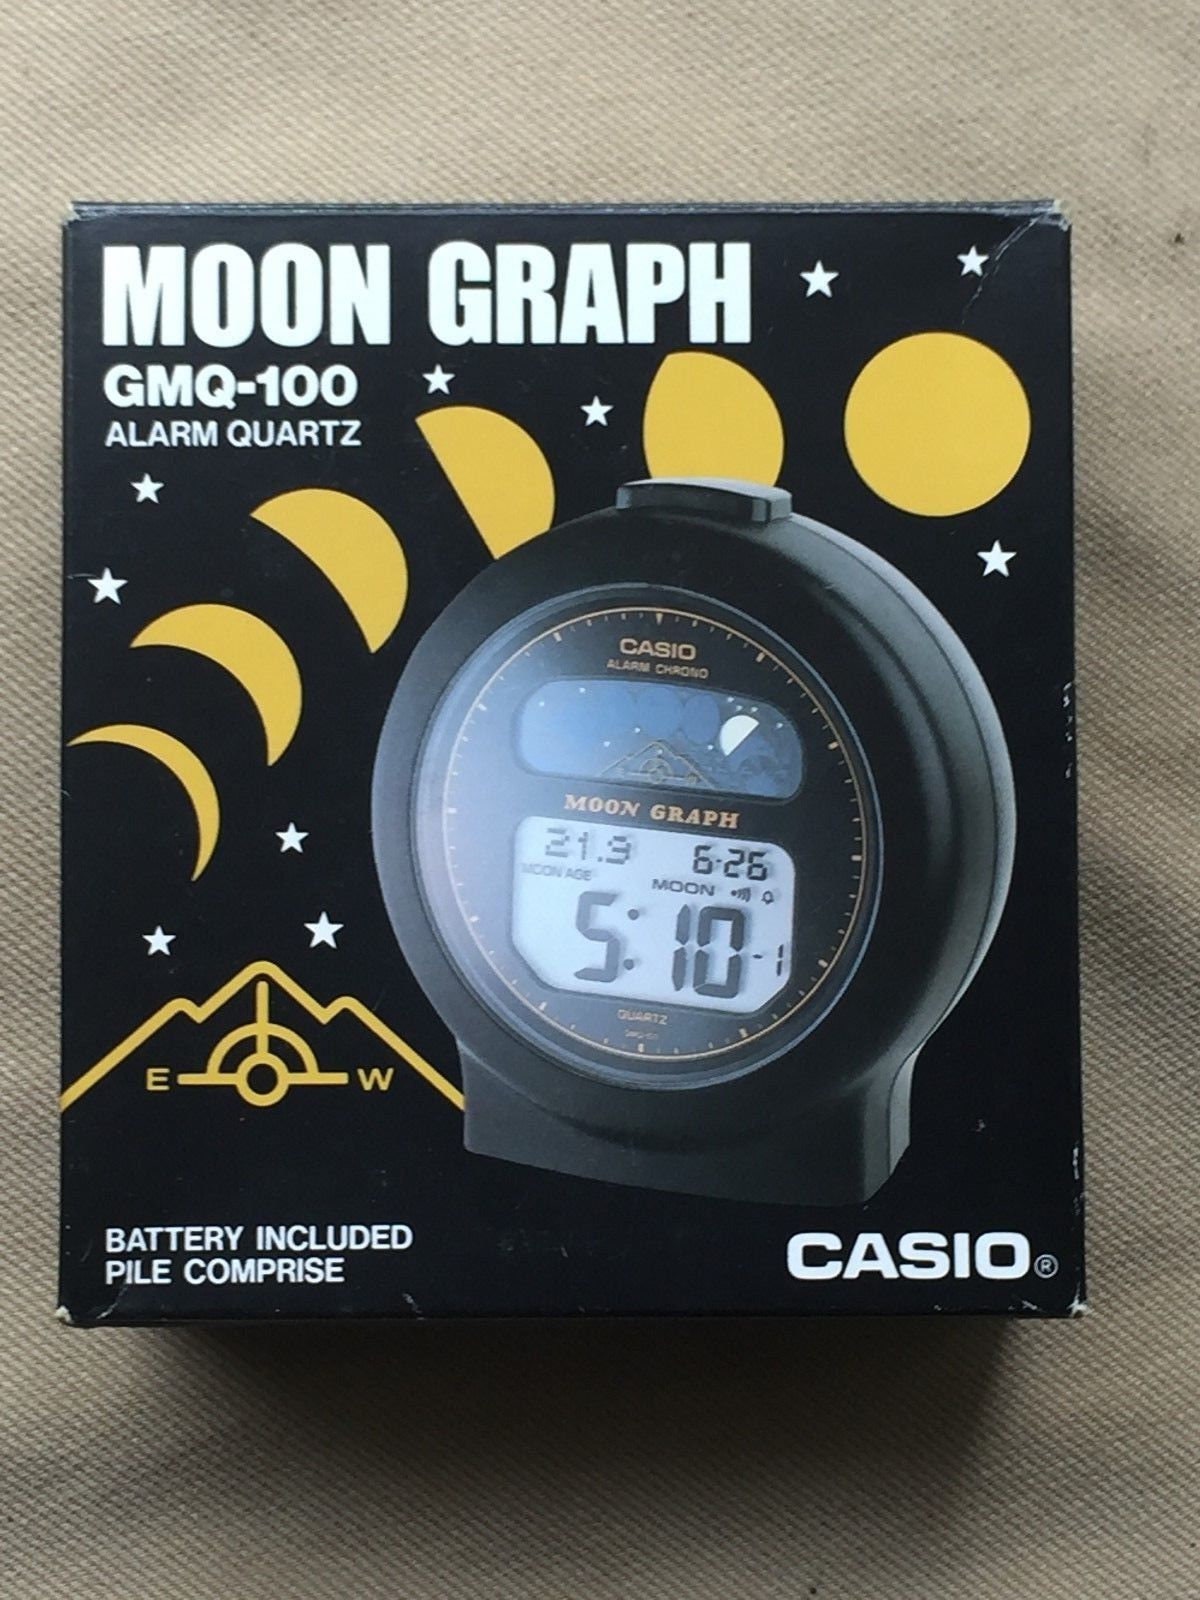 MOON GRAPH
GMQ-100
ALARM QUARTZ
CASIO
ALARM CHRONO
MOON GRAPH
21.9 6-26
MOON AGE
MOON
5:10-1
QUARTZ
E W
BATTERY INCLUDED
PILE COMPRISE
CASIO®